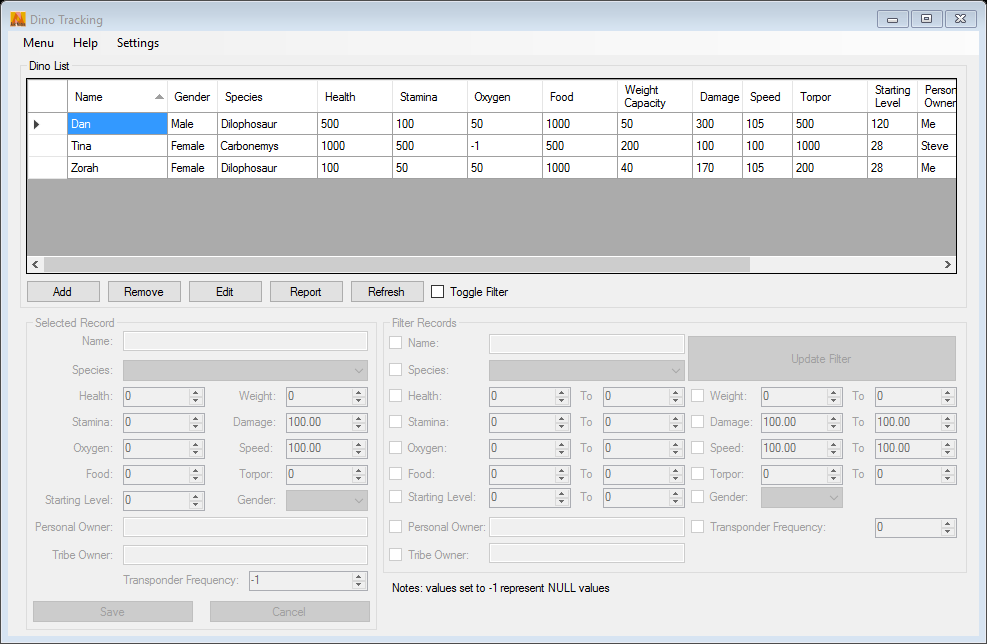 Dino Tracking
Menu Help Settings
Dino List
Name Gender Species Health Stamina Oxygen Food Weight Capacity Damage Speed Torpor Starting Level Person Owner
Dan Male Dilophosaur 500 100 50 1000 50 300 105 500 120 Me
Tina Female Carbonemys 1000 500 -1 500 200 100 100 1000 28 Steve
Zorah Female Dilophosaur 100 50 50 1000 40 170 105 200 28 Me
Add Remove Edit Report Refresh Toggle Filter
Selected Record
Name:
Species:
Health: 0 Weight: 0
Stamina: 0 Damage: 100.00
Oxygen: 0 Speed: 100.00
Food: 0 Torpor: 0
Starting Level: 0 Gender:
Personal Owner:
Tribe Owner:
Transponder Frequency: -1
Save Cancel
Filter Records
Name: Update Filter
Species:
Health: 0 To 0 Weight: 0 To 0
Stamina: 0 To 0 Damage: 100.00 To 100.00
Oxygen: 0 To 0 Speed: 100.00 To 100.00
Food: 0 To 0 Torpor: 0 To 0
Starting Level: 0 To 0 Gender:
Personal Owner: Transponder Frequency: 0
Tribe Owner:
Notes: values set to -1 represent NULL values